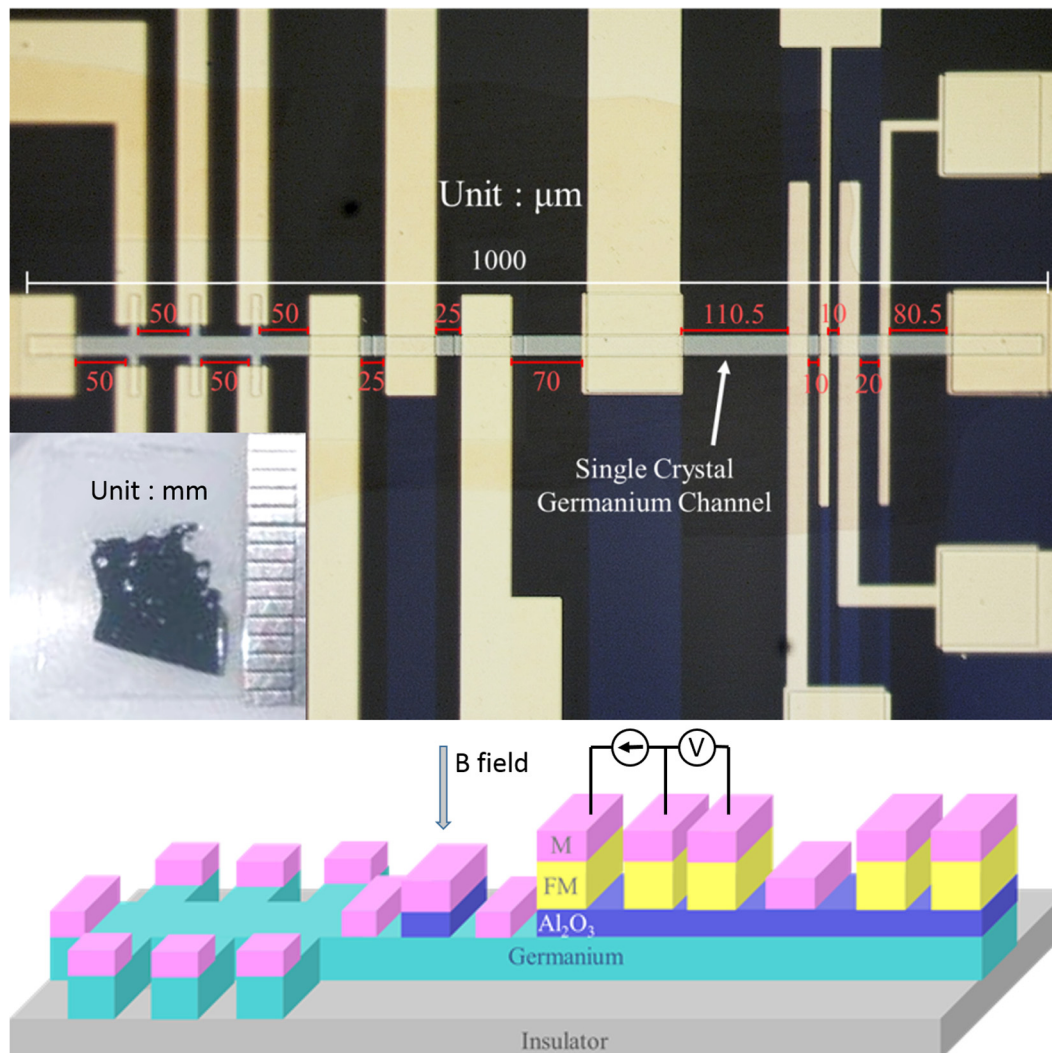 Unit : μm
1000
50
50
25
110.5
10
80.5
50
50
25
70
10
20
Single Crystal
Germanium Channel
Unit : mm
B field
V
M
FM
Al₂O₃
Germanium
Insulator